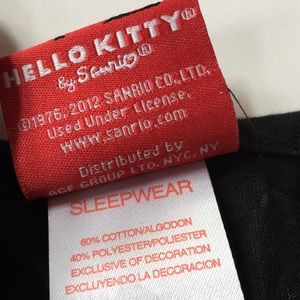 HELLO KITTY®
by Sanrio®
©1976, 2012 SANRIO CO., LTD.
Used Under License.
www.sanrio.com
Distributed by
AGE GROUP LTD. NYC, NY
SLEEPWEAR
60% COTTON/ALGODON
40% POLYESTER/POLIESTER
EXCLUSIVE OF DECORATION
EXCLUYENDO LA DECORACION